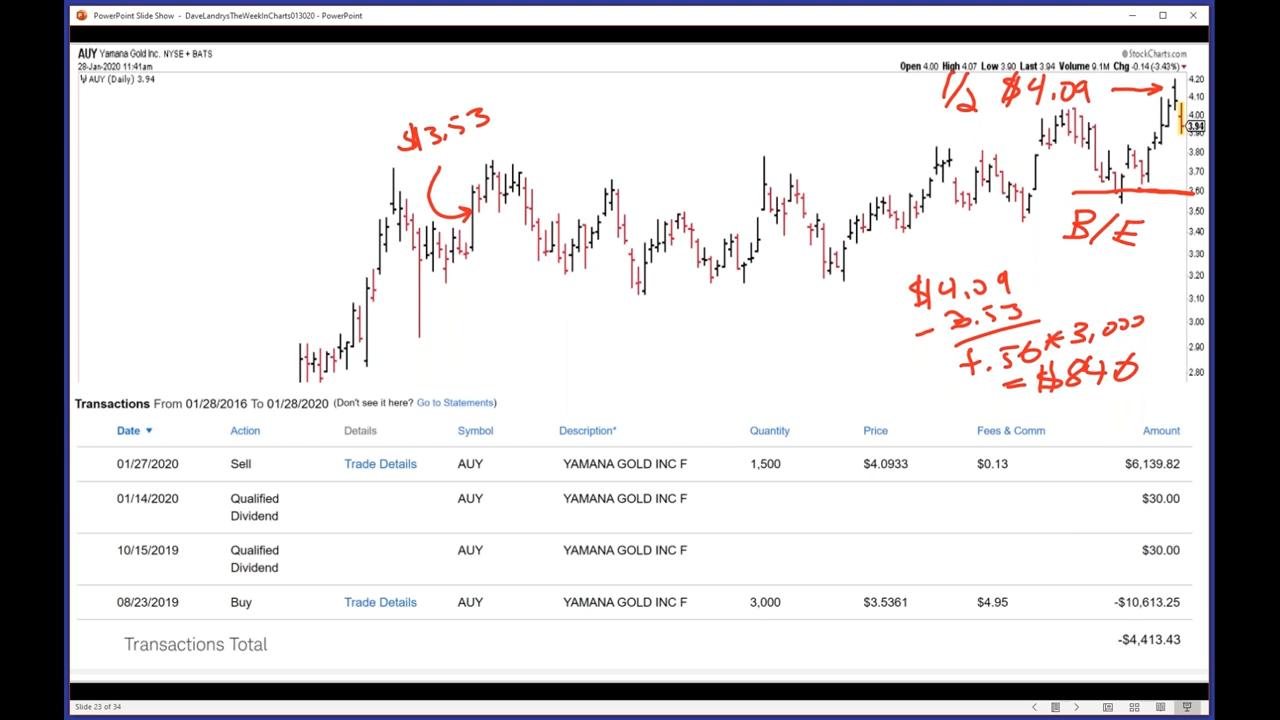 PowerPoint Slide Show - DaveLandrysTheWeekInCharts013020 - PowerPoint
AUY Yamana Gold Inc. NYSE + BATS
© StockCharts.com
28-Jan-2020 11:41am
Open 4.00 High 4.07 Low 3.90 Last 3.94 Volume 9.1M Chg -0.14 (-3.43%)
AUY (Daily) 3.94
4.20
1/2 $4.09
4.10
$3.53
4.00
3.94
3.90
3.80
3.70
3.60
3.50
B/E
3.40
3.30
$4.09
3.20
- 3.53
3.10
+.56 * 3,000
3.00
= $840
2.90
2.80
Transactions From 01/28/2016 To 01/28/2020 (Don't see it here? Go to Statements)
Date Action Details Symbol Description* Quantity Price Fees & Comm Amount
01/27/2020 Sell Trade Details AUY YAMANA GOLD INC F 1,500 $4.0933 $0.13 $6,139.82
01/14/2020 Qualified AUY YAMANA GOLD INC F $30.00
Dividend
10/15/2019 Qualified AUY YAMANA GOLD INC F $30.00
Dividend
08/23/2019 Buy Trade Details AUY YAMANA GOLD INC F 3,000 $3.5361 $4.95 -$10,613.25
Transactions Total -$4,413.43
Slide 23 of 34